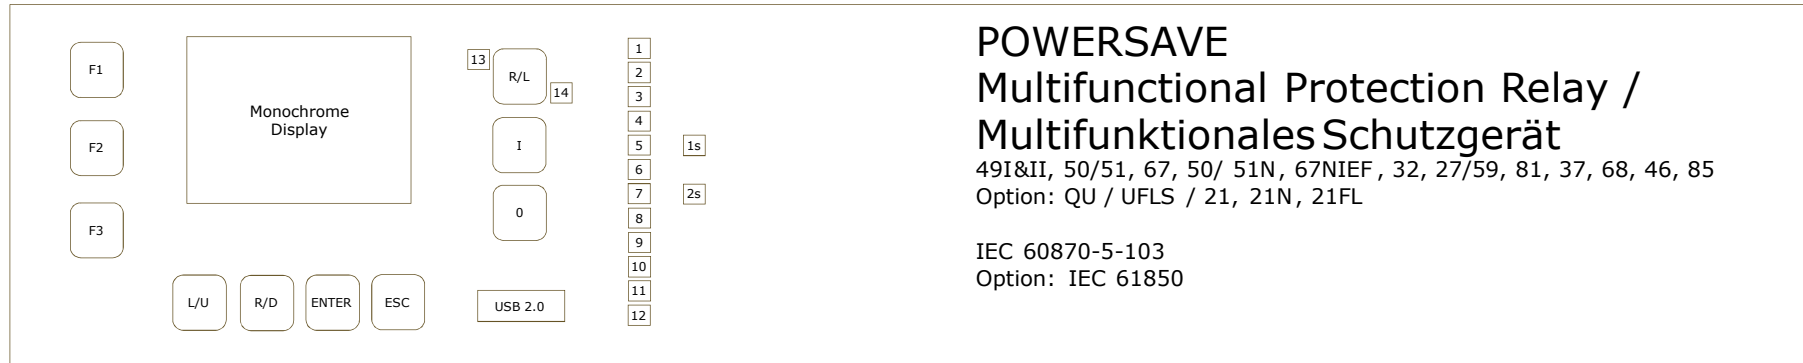 F1
F2
F3
Monochrome
Display
13
R/L
14
I
0
L/U
R/D
ENTER
ESC
USB 2.0
1
2
3
4
5
6
7
8
9
10
11
12
1s
2s
POWERSAVE
Multifunctional Protection Relay /
Multifunktionales Schutzgerät
49I&II, 50/51, 67, 50/ 51N, 67NIEF, 32, 27/59, 81, 37, 68, 46, 85
Option: QU / UFLS / 21, 21N, 21FL
IEC 60870-5-103
Option: IEC 61850